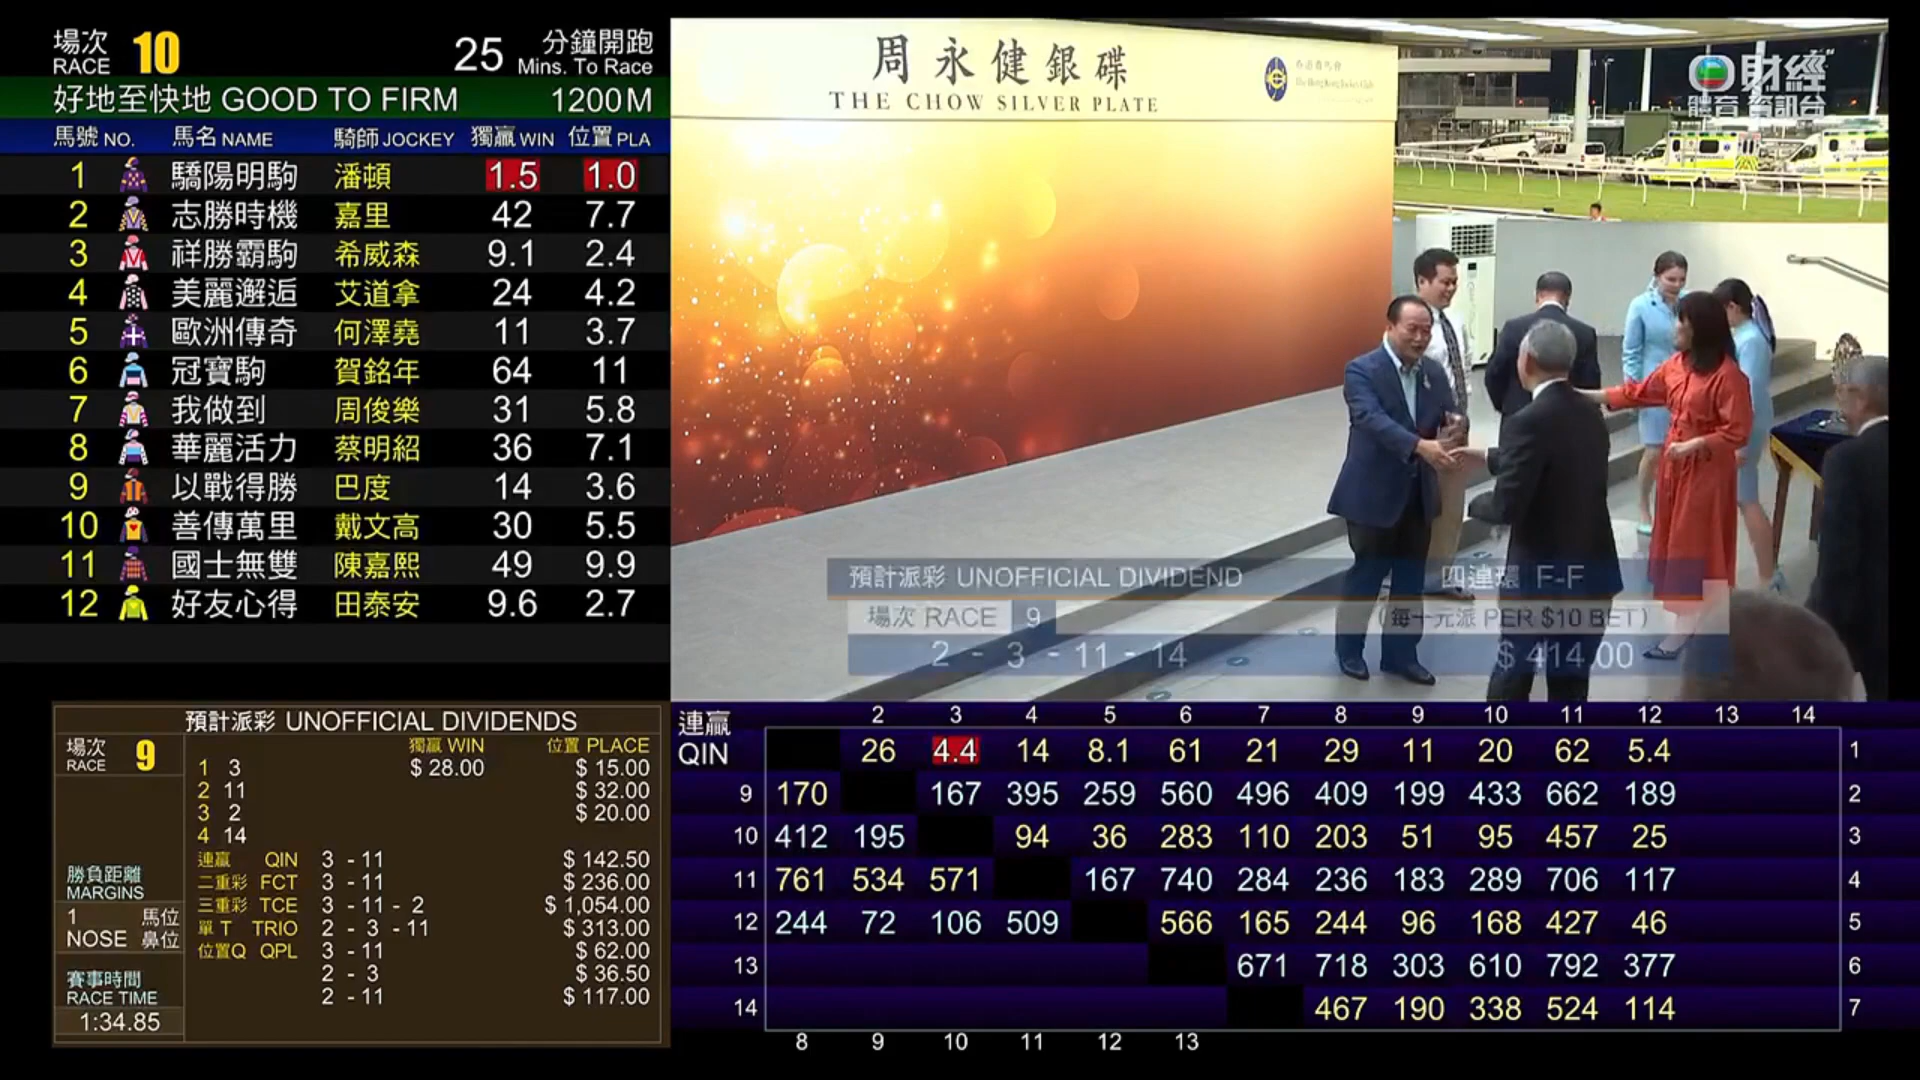 場次 RACE 10 25 分鐘開跑 Mins. To Race
好地至快地 GOOD TO FIRM 1200M
馬號 NO. 馬名 NAME 騎師 JOCKEY 獨贏 WIN 位置 PLA
1 驕陽明駒 潘頓 1.5 1.0
2 志勝時機 嘉里 42 7.7
3 祥勝霸駒 希威森 9.1 2.4
4 美麗邂逅 艾道拿 24 4.2
5 歐洲傳奇 何澤堯 11 3.7
6 冠寶駒 賀銘年 64 11
7 我做到 周俊樂 31 5.8
8 華麗活力 蔡明紹 36 7.1
9 以戰得勝 巴度 14 3.6
10 善傳萬里 戴文高 30 5.5
11 國士無雙 陳嘉熙 49 9.9
12 好友心得 田泰安 9.6 2.7
周永健銀碟
THE CHOW SILVER PLATE
香港賽馬會
The Hong Kong Jockey Club
財經
體育 資訊台
預計派彩 UNOFFICIAL DIVIDEND 四連環 F-F
場次 RACE 9 (每十元派 PER $10 BET)
2 - 3 - 11 - 14 $ 414.00
預計派彩 UNOFFICIAL DIVIDENDS
場次 RACE 9
獨贏 WIN 位置 PLACE
1 3 $ 28.00 $ 15.00
2 11 $ 32.00
3 2 $ 20.00
4 14
連贏 QIN 3 - 11 $ 142.50
二重彩 FCT 3 - 11 $ 236.00
三重彩 TCE 3 - 11 - 2 $ 1,054.00
單T TRIO 2 - 3 - 11 $ 313.00
位置Q QPL 3 - 11 $ 62.00
2 - 3 $ 36.50
2 - 11 $ 117.00
勝負距離
MARGINS
1 馬位
NOSE 鼻位
賽事時間
RACE TIME
1:34.85
連贏 QIN
2 3 4 5 6 7 8 9 10 11 12 13 14
26 4.4 14 8.1 61 21 29 11 20 62 5.4 1
9 170 167 395 259 560 496 409 199 433 662 189 2
10 412 195 94 36 283 110 203 51 95 457 25 3
11 761 534 571 167 740 284 236 183 289 706 117 4
12 244 72 106 509 566 165 244 96 168 427 46 5
13 671 718 303 610 792 377 6
14 467 190 338 524 114 7
8 9 10 11 12 13